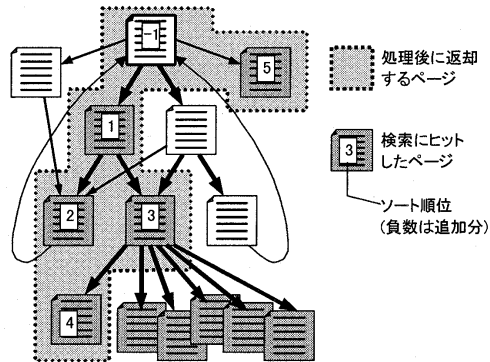 -1
5
処理後に返却
するページ
1
検索にヒット
したページ
3
2
3
ソート順位
(負数は追加分)
4